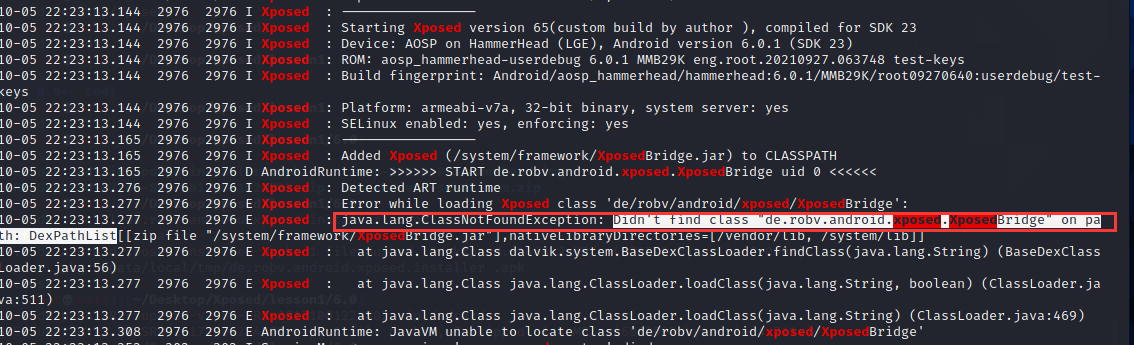 10-05 22:23:13.144 2976 2976 I Xposed : -----------------
10-05 22:23:13.144 2976 2976 I Xposed : Starting Xposed version 65(custom build by author ), compiled for SDK 23
10-05 22:23:13.144 2976 2976 I Xposed : Device: AOSP on HammerHead (LGE), Android version 6.0.1 (SDK 23)
10-05 22:23:13.144 2976 2976 I Xposed : ROM: aosp_hammerhead-userdebug 6.0.1 MMB29K eng.root.20210927.063748 test-keys
10-05 22:23:13.144 2976 2976 I Xposed : Build fingerprint: Android/aosp_hammerhead/hammerhead:6.0.1/MMB29K/root09270640:userdebug/test-
keys
10-05 22:23:13.144 2976 2976 I Xposed : Platform: armeabi-v7a, 32-bit binary, system server: yes
10-05 22:23:13.144 2976 2976 I Xposed : SELinux enabled: yes, enforcing: yes
10-05 22:23:13.165 2976 2976 I Xposed : -----------------
10-05 22:23:13.165 2976 2976 I Xposed : Added Xposed (/system/framework/XposedBridge.jar) to CLASSPATH
10-05 22:23:13.165 2976 2976 D AndroidRuntime: >>>>>> START de.robv.android.xposed.XposedBridge uid 0 <<<<<<
10-05 22:23:13.276 2976 2976 I Xposed : Detected ART runtime
10-05 22:23:13.276 2976 2976 E Xposed : Error while loading Xposed class 'de/robv/android/xposed/XposedBridge':
10-05 22:23:13.277 2976 2976 E Xposed : java.lang.ClassNotFoundException: Didn't find class "de.robv.android.xposed.XposedBridge" on pa
th: DexPathList[[zip file "/system/framework/XposedBridge.jar"],nativeLibraryDirectories=[/vendor/lib, /system/lib]]
10-05 22:23:13.277 2976 2976 E Xposed : at java.lang.Class dalvik.system.BaseDexClassLoader.findClass(java.lang.String) (BaseDexClass
Loader.java:56)
10-05 22:23:13.277 2976 2976 E Xposed : at java.lang.Class java.lang.ClassLoader.loadClass(java.lang.String, boolean) (ClassLoader.ja
va:511) ~/Desktop/Xposed/lesson1/6.0
10-05 22:23:13.277 2976 2976 E Xposed : at java.lang.Class java.lang.ClassLoader.loadClass(java.lang.String) (ClassLoader.java:469)
10-05 22:23:13.308 2976 2976 E AndroidRuntime: JavaVM unable to locate class 'de/robv/android/xposed/XposedBridge'